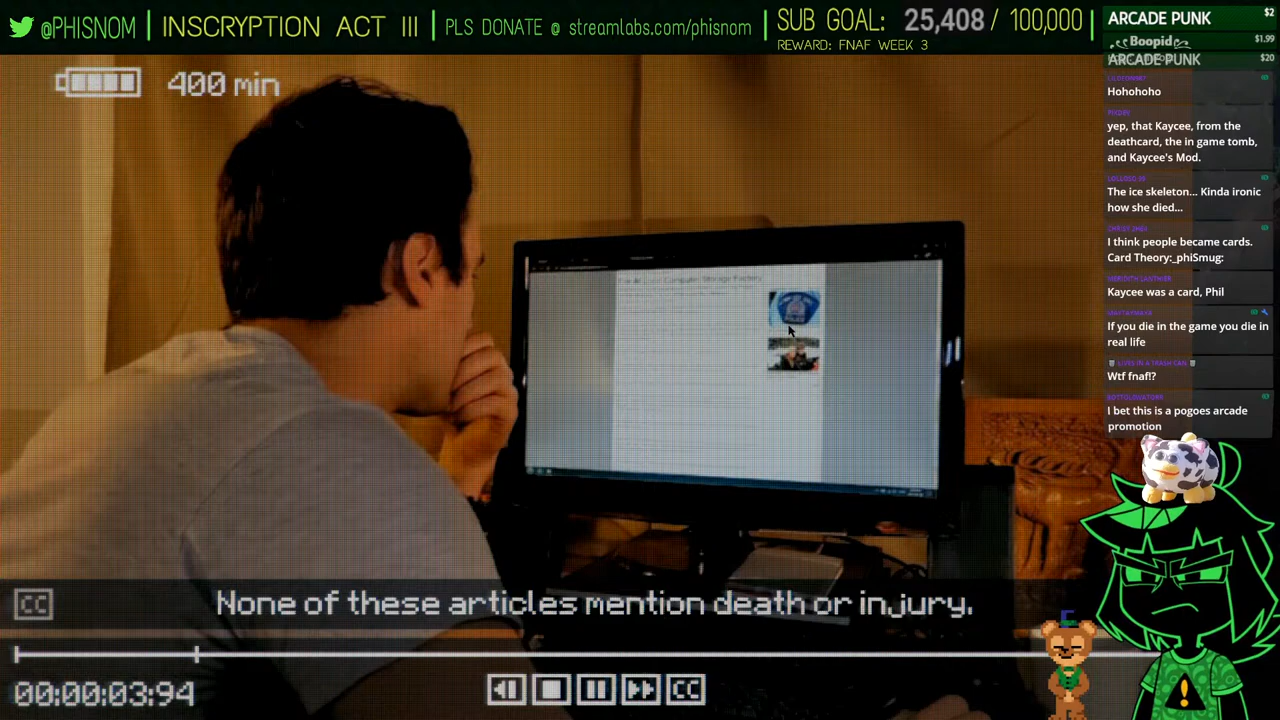 @PHISNOM
INSCRYPTION ACT III
PLS DONATE @ streamlabs.com/phisnom
SUB GOAL: 25,408 / 100,000
REWARD: FNAF WEEK 3
ARCADE PUNK $2
Boopid $1.99
ARCADE PUNK $20
400 min
Hohohoho
yep, that Kaycee, from the
deathcard, the in game tomb,
and Kaycee's Mod.
The ice skeleton... Kinda ironic
how she died...
I think people became cards.
Card Theory:_phiSmug:
Kaycee was a card, Phil
If you die in the game you die in
real life
LIVES IN A TRASH CAN
Wtf fnaf!?
I bet this is a pogoes arcade
promotion
CC
None of these articles mention death or injury.
00:00:03:94
CC